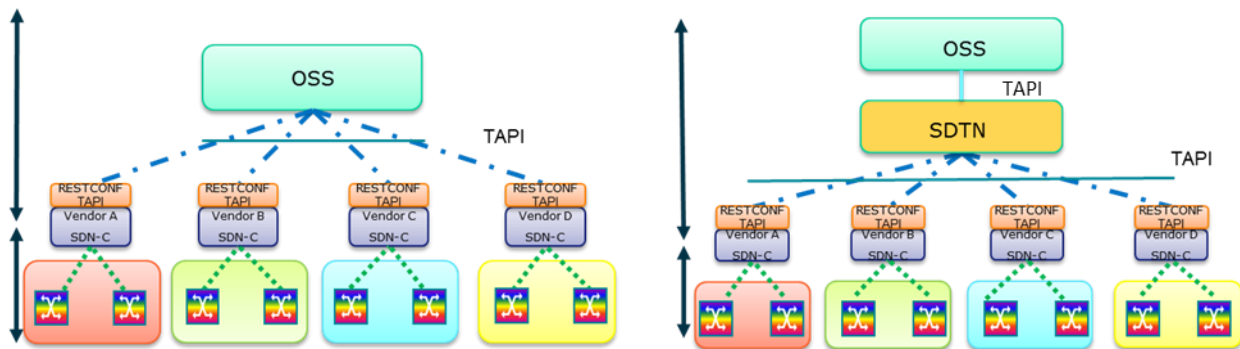 OSS
TAPI
RESTCONF
TAPI
Vendor A
SDN-C
RESTCONF
TAPI
Vendor B
SDN-C
RESTCONF
TAPI
Vendor C
SDN-C
RESTCONF
TAPI
Vendor D
SDN-C
OSS
TAPI
SDTN
TAPI
RESTCONF
TAPI
Vendor A
SDN-C
RESTCONF
TAPI
Vendor B
SDN-C
RESTCONF
TAPI
Vendor C
SDN-C
RESTCONF
TAPI
Vendor D
SDN-C